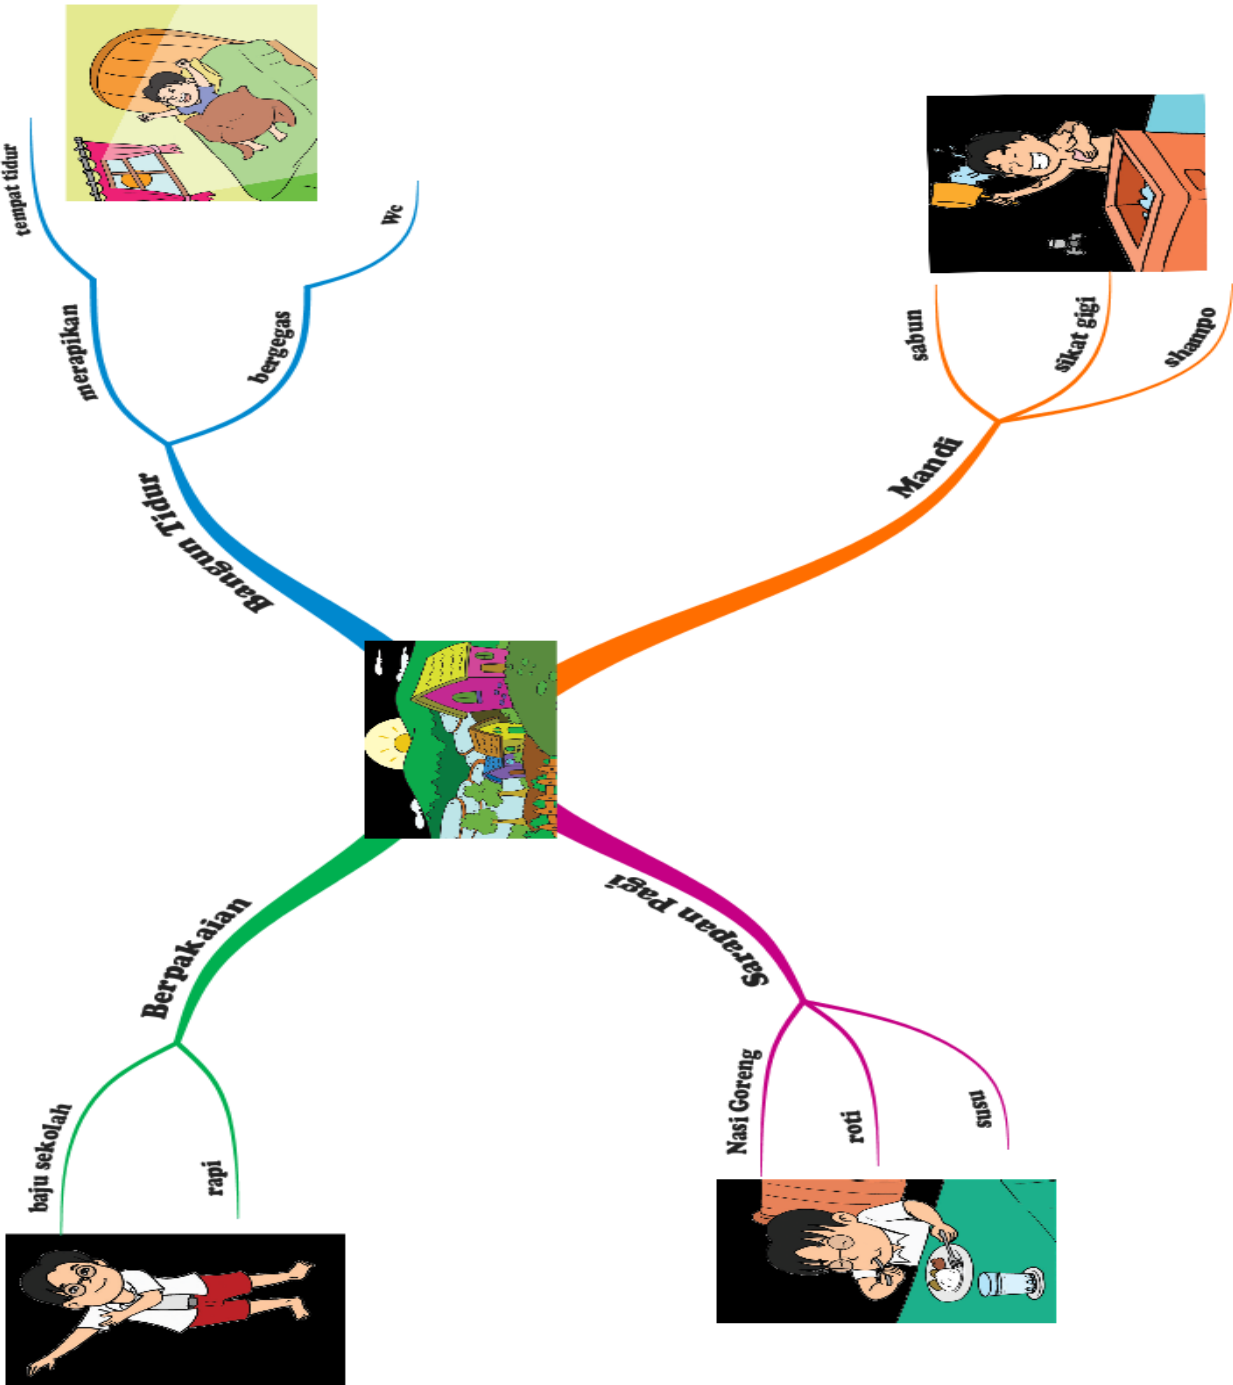 Bangun Tidur
merapikan
tempat tidur
bergegas
Wc
Mandi
sabun
sikat gigi
shampo
Sarapan Pagi
Nasi Goreng
roti
susu
Berpakaian
baju sekolah
rapi